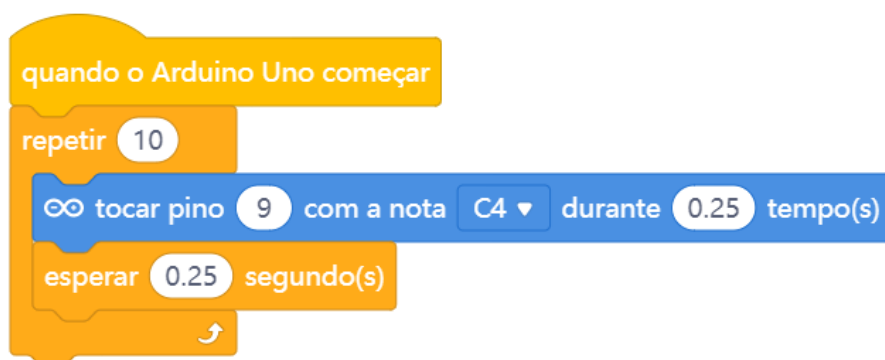 quando o Arduino Uno começar
repetir 10
tocar pino 9 com a nota C4 durante 0.25 tempo(s)
esperar 0.25 segundo(s)